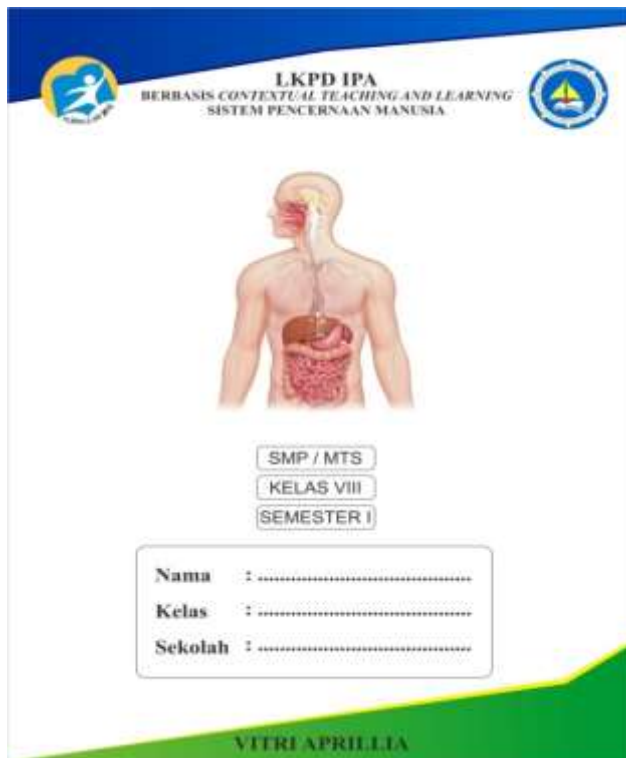 LKPD IPA
BERBASIS CONTEXTUAL TEACHING AND LEARNING
SISTEM PENCERNAAN MANUSIA
SMP / MTS
KELAS VIII
SEMESTER I
Nama : .......................................
Kelas : .......................................
Sekolah : .......................................
VITRI APRILLIA